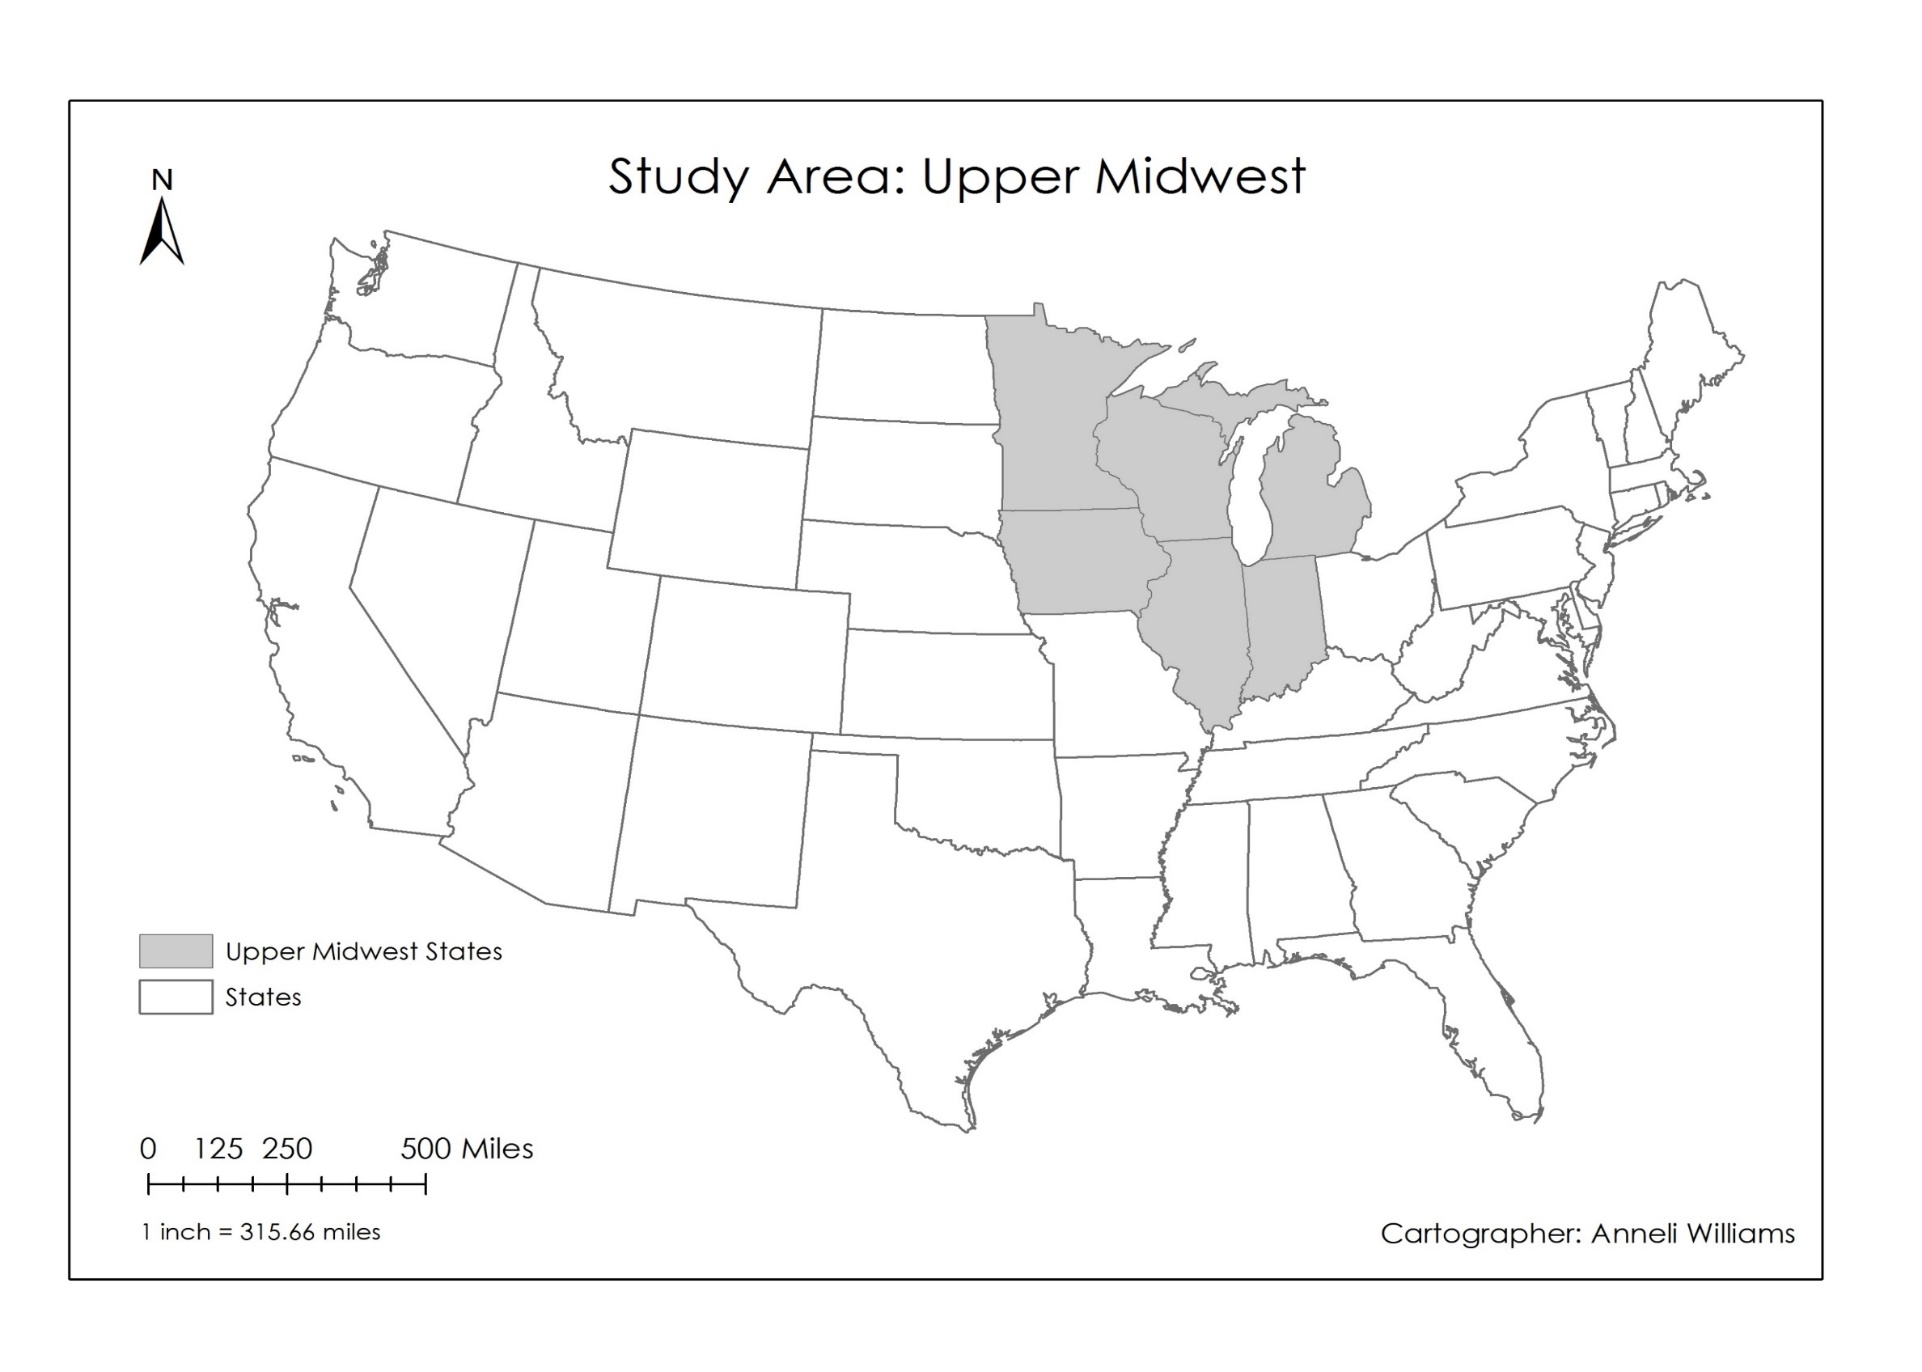 Study Area: Upper Midwest
N
Upper Midwest States
States
0 125 250 500 Miles
1 inch = 315.66 miles
Cartographer: Anneli Williams